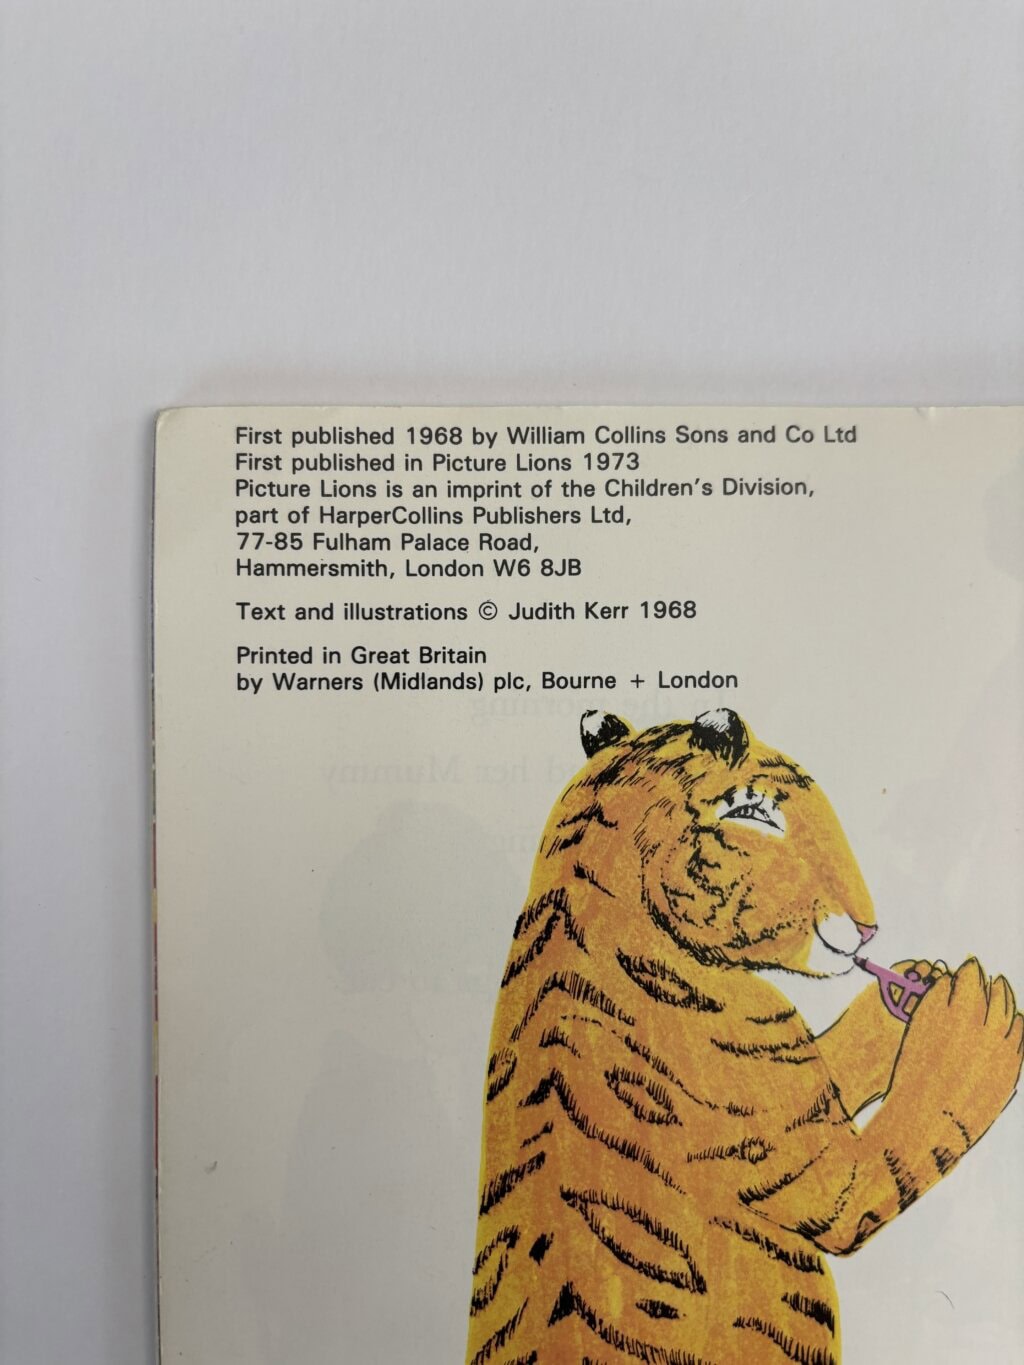 First published 1968 by William Collins Sons and Co Ltd
First published in Picture Lions 1973
Picture Lions is an imprint of the Children's Division,
part of HarperCollins Publishers Ltd,
77-85 Fulham Palace Road,
Hammersmith, London W6 8JB
Text and illustrations © Judith Kerr 1968
Printed in Great Britain
by Warners (Midlands) plc, Bourne + London